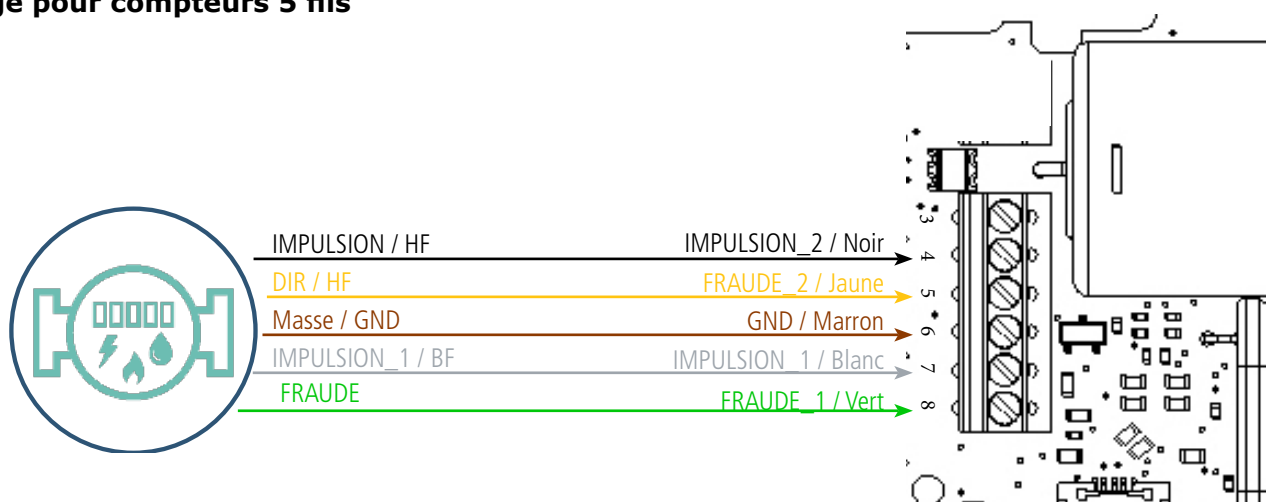 ge pour compteurs 5 fils
3
IMPULSION / HF IMPULSION_2 / Noir 4
DIR / HF FRAUDE_2 / Jaune 5
Masse / GND GND / Marron 6
IMPULSION_1 / BF IMPULSION_1 / Blanc 7
FRAUDE FRAUDE_1 / Vert 8